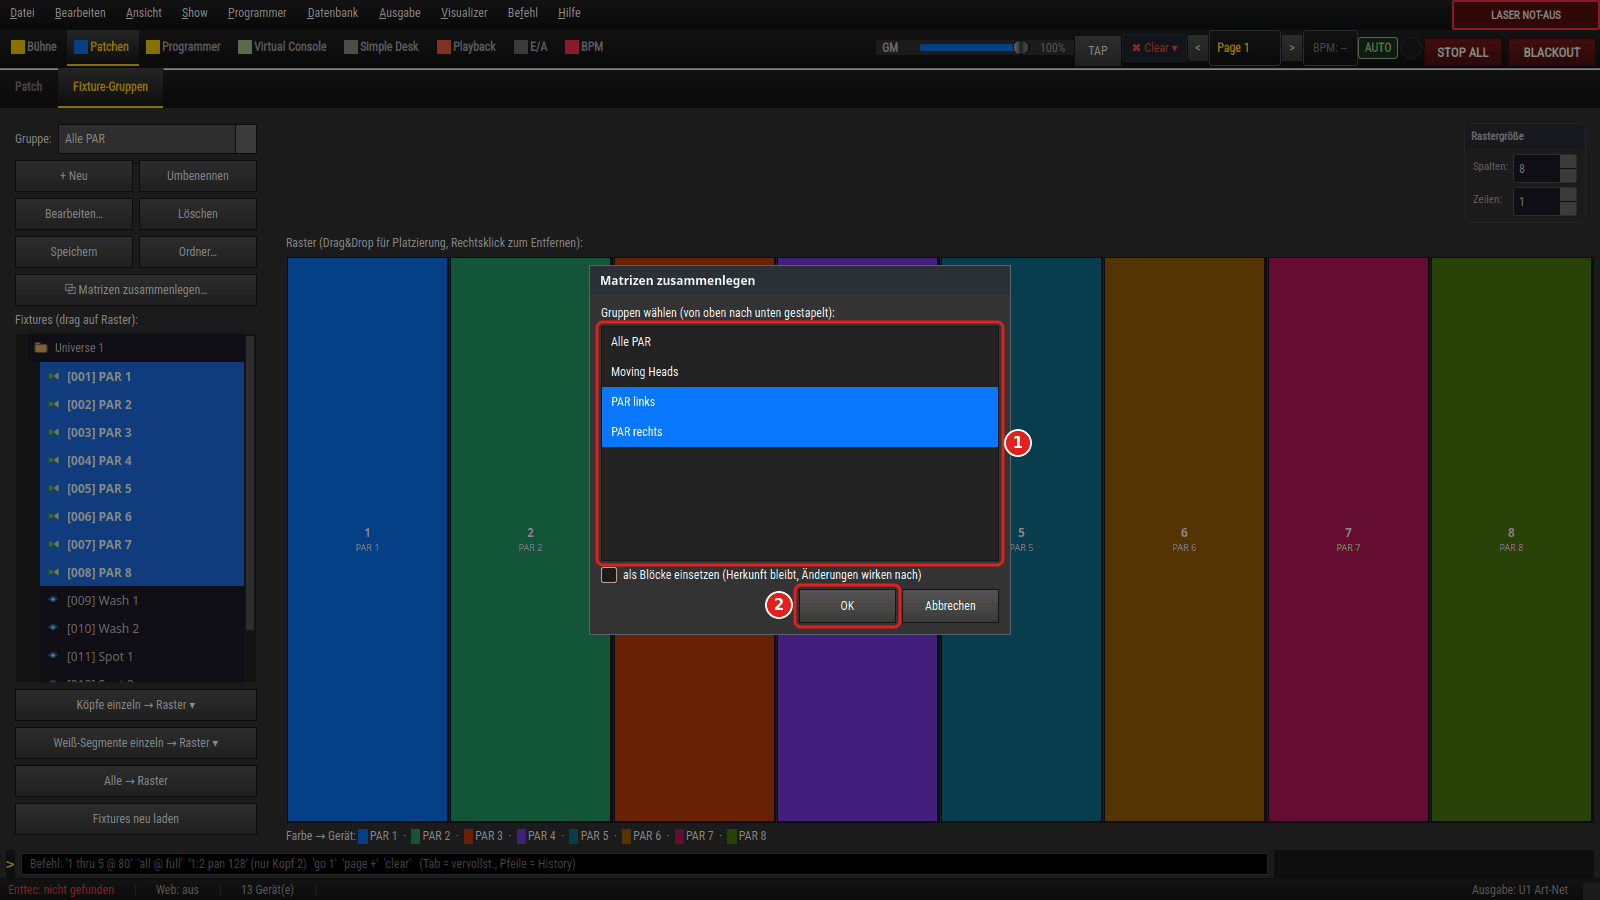 Datei Bearbeiten Ansicht Show Programmer Datenbank Ausgabe Visualizer Befehl Hilfe
LASER NOT-AUS
Bühne Patchen Programmer Virtual Console Simple Desk Playback E/A BPM
GM 100% TAP ✖ Clear ▾ < Page 1 > BPM: -- AUTO STOP ALL BLACKOUT
Patch Fixture-Gruppen
Gruppe: Alle PAR
+ Neu Umbenennen
Bearbeiten... Löschen
Speichern Ordner...
Matrizen zusammenlegen...
Fixtures (drag auf Raster):
Universe 1
[001] PAR 1
[002] PAR 2
[003] PAR 3
[004] PAR 4
[005] PAR 5
[006] PAR 6
[007] PAR 7
[008] PAR 8
[009] Wash 1
[010] Wash 2
[011] Spot 1
Köpfe einzeln → Raster ▾
Weiß-Segmente einzeln → Raster ▾
Alle → Raster
Fixtures neu laden
Rastergröße
Spalten: 8
Zeilen: 1
Raster (Drag&Drop für Platzierung, Rechtsklick zum Entfernen):
1 2 5 6 7 8
PAR 1 PAR 2 PAR 5 PAR 6 PAR 7 PAR 8
Matrizen zusammenlegen
Gruppen wählen (von oben nach unten gestapelt):
Alle PAR
Moving Heads
PAR links
PAR rechts
1
als Blöcke einsetzen (Herkunft bleibt, Änderungen wirken nach)
2 OK Abbrechen
Farbe → Gerät: PAR 1 · PAR 2 · PAR 3 · PAR 4 · PAR 5 · PAR 6 · PAR 7 · PAR 8
> Befehl: '1 thru 5 @ 80' 'all @ full' '1:2 pan 128' (nur Kopf 2) 'go 1' 'page +' 'clear' (Tab = vervollst., Pfeile = History)
Enttec: nicht gefunden Web: aus 13 Gerät(e) Ausgabe: U1 Art-Net